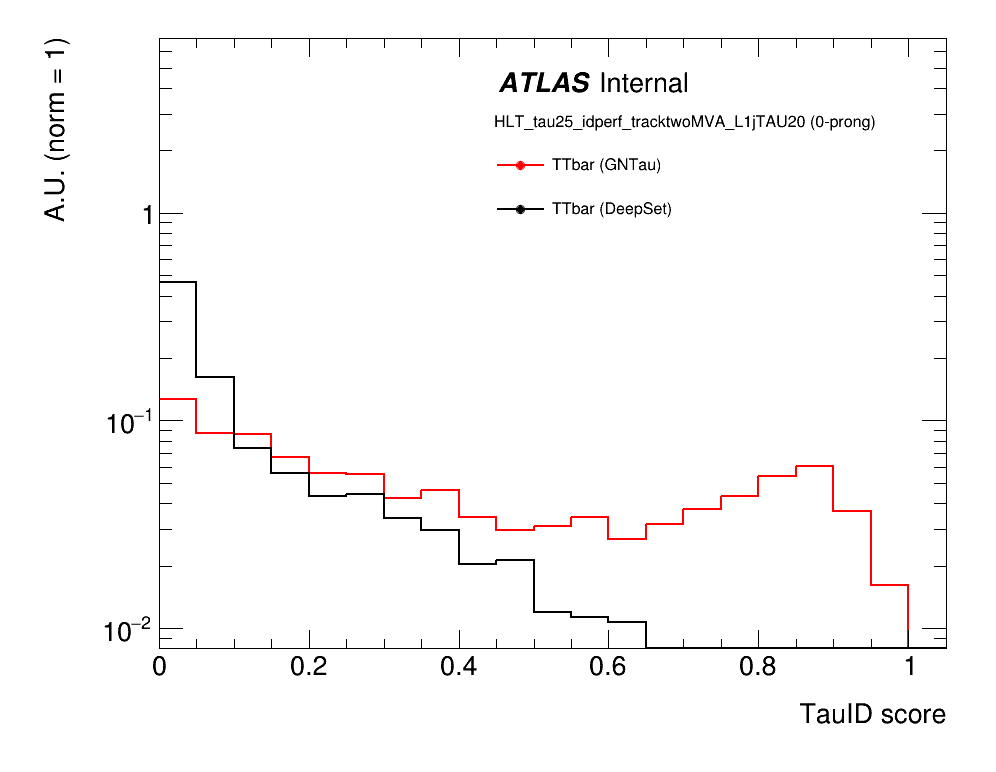 A.U. (norm = 1)
ATLAS Internal
HLT_tau25_idperf_tracktwoMVA_L1jTAU20 (0-prong)
TTbar (GNTau)
TTbar (DeepSet)
1
10⁻¹
10⁻²
0 0.2 0.4 0.6 0.8 1
TauID score